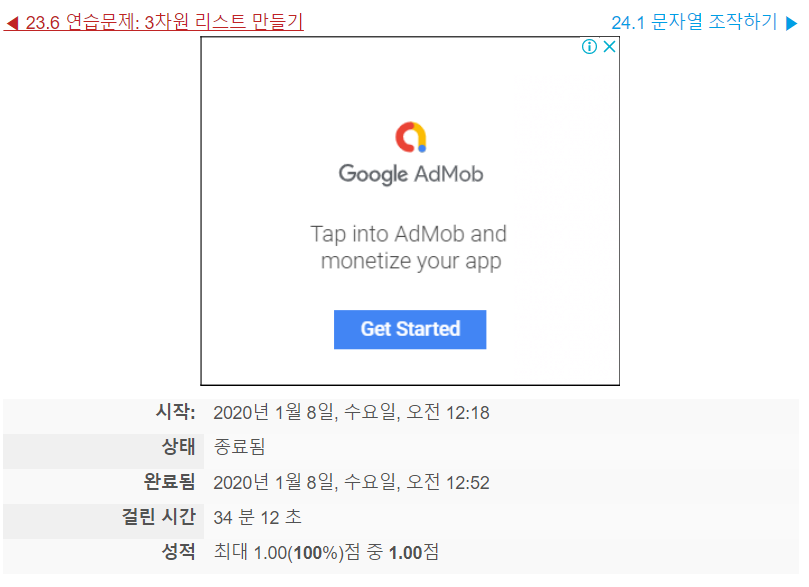 ◀ 23.6 연습문제: 3차원 리스트 만들기
24.1 문자열 조작하기 ▶
Google AdMob
Tap into AdMob and
monetize your app
Get Started
시작: 2020년 1월 8일, 수요일, 오전 12:18
상태 종료됨
완료됨 2020년 1월 8일, 수요일, 오전 12:52
걸린 시간 34 분 12 초
성적 최대 1.00(100%)점 중 1.00점